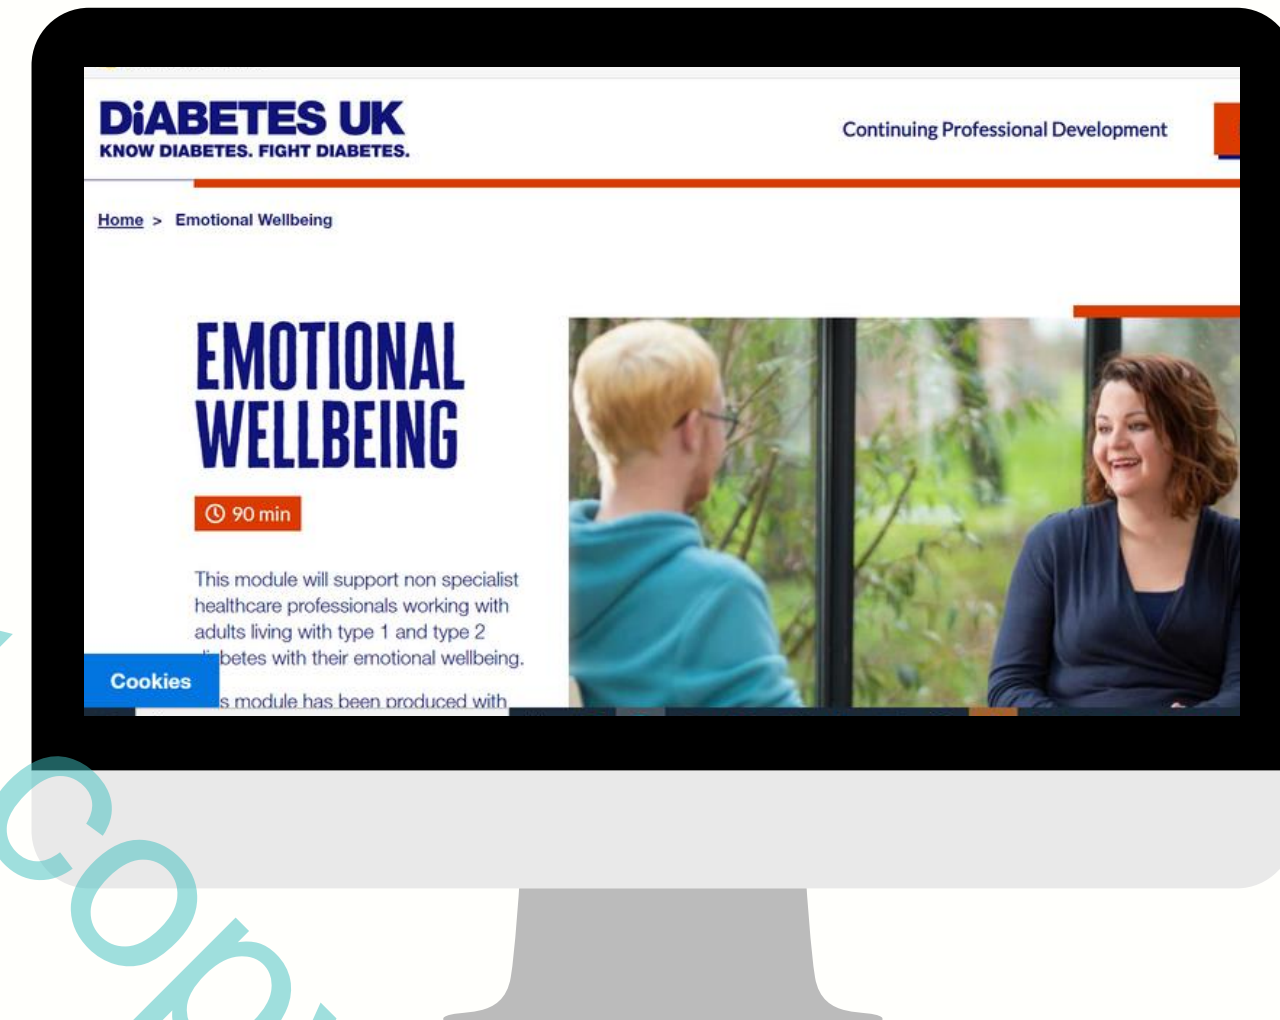 DiABETES UK
KNOW DIABETES. FIGHT DIABETES.
Continuing Professional Development
Home > Emotional Wellbeing
EMOTIONAL
WELLBEING
90 min
This module will support non specialist
healthcare professionals working with
adults living with type 1 and type 2
with their emotional wellbeing.
Cookies
module has been produced with